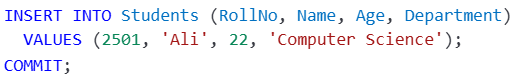 INSERT INTO Students (RollNo, Name, Age, Department)
  VALUES (2501, 'Ali', 22, 'Computer Science');
COMMIT;